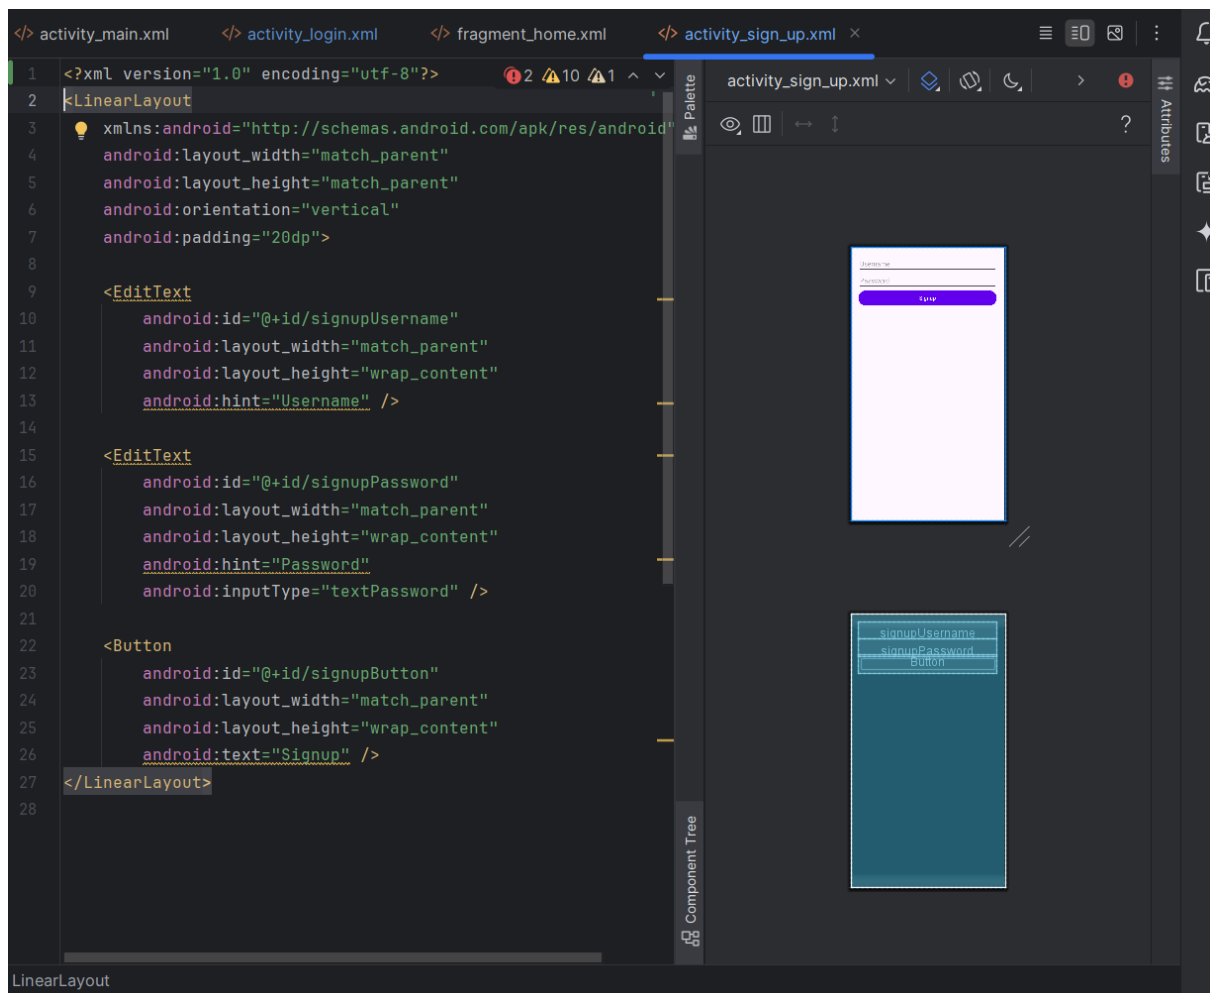 </> activity_main.xml </> activity_login.xml </> fragment_home.xml </> activity_sign_up.xml ×
1 <?xml version="1.0" encoding="utf-8"?> 2 10 1
2 <LinearLayout
3 xmlns:android="http://schemas.android.com/apk/res/android"
4 android:layout_width="match_parent"
5 android:layout_height="match_parent"
6 android:orientation="vertical"
7 android:padding="20dp">
8
9 <EditText
10 android:id="@+id/signupUsername"
11 android:layout_width="match_parent"
12 android:layout_height="wrap_content"
13 android:hint="Username" />
14
15 <EditText
16 android:id="@+id/signupPassword"
17 android:layout_width="match_parent"
18 android:layout_height="wrap_content"
19 android:hint="Password"
20 android:inputType="textPassword" />
21
22 <Button
23 android:id="@+id/signupButton"
24 android:layout_width="match_parent"
25 android:layout_height="wrap_content"
26 android:text="Signup" />
27 </LinearLayout>
28
LinearLayout
Palette
Component Tree
activity_sign_up.xml
?
Attributes
Username
Password
Signup
signupUsername
signupPassword
Button